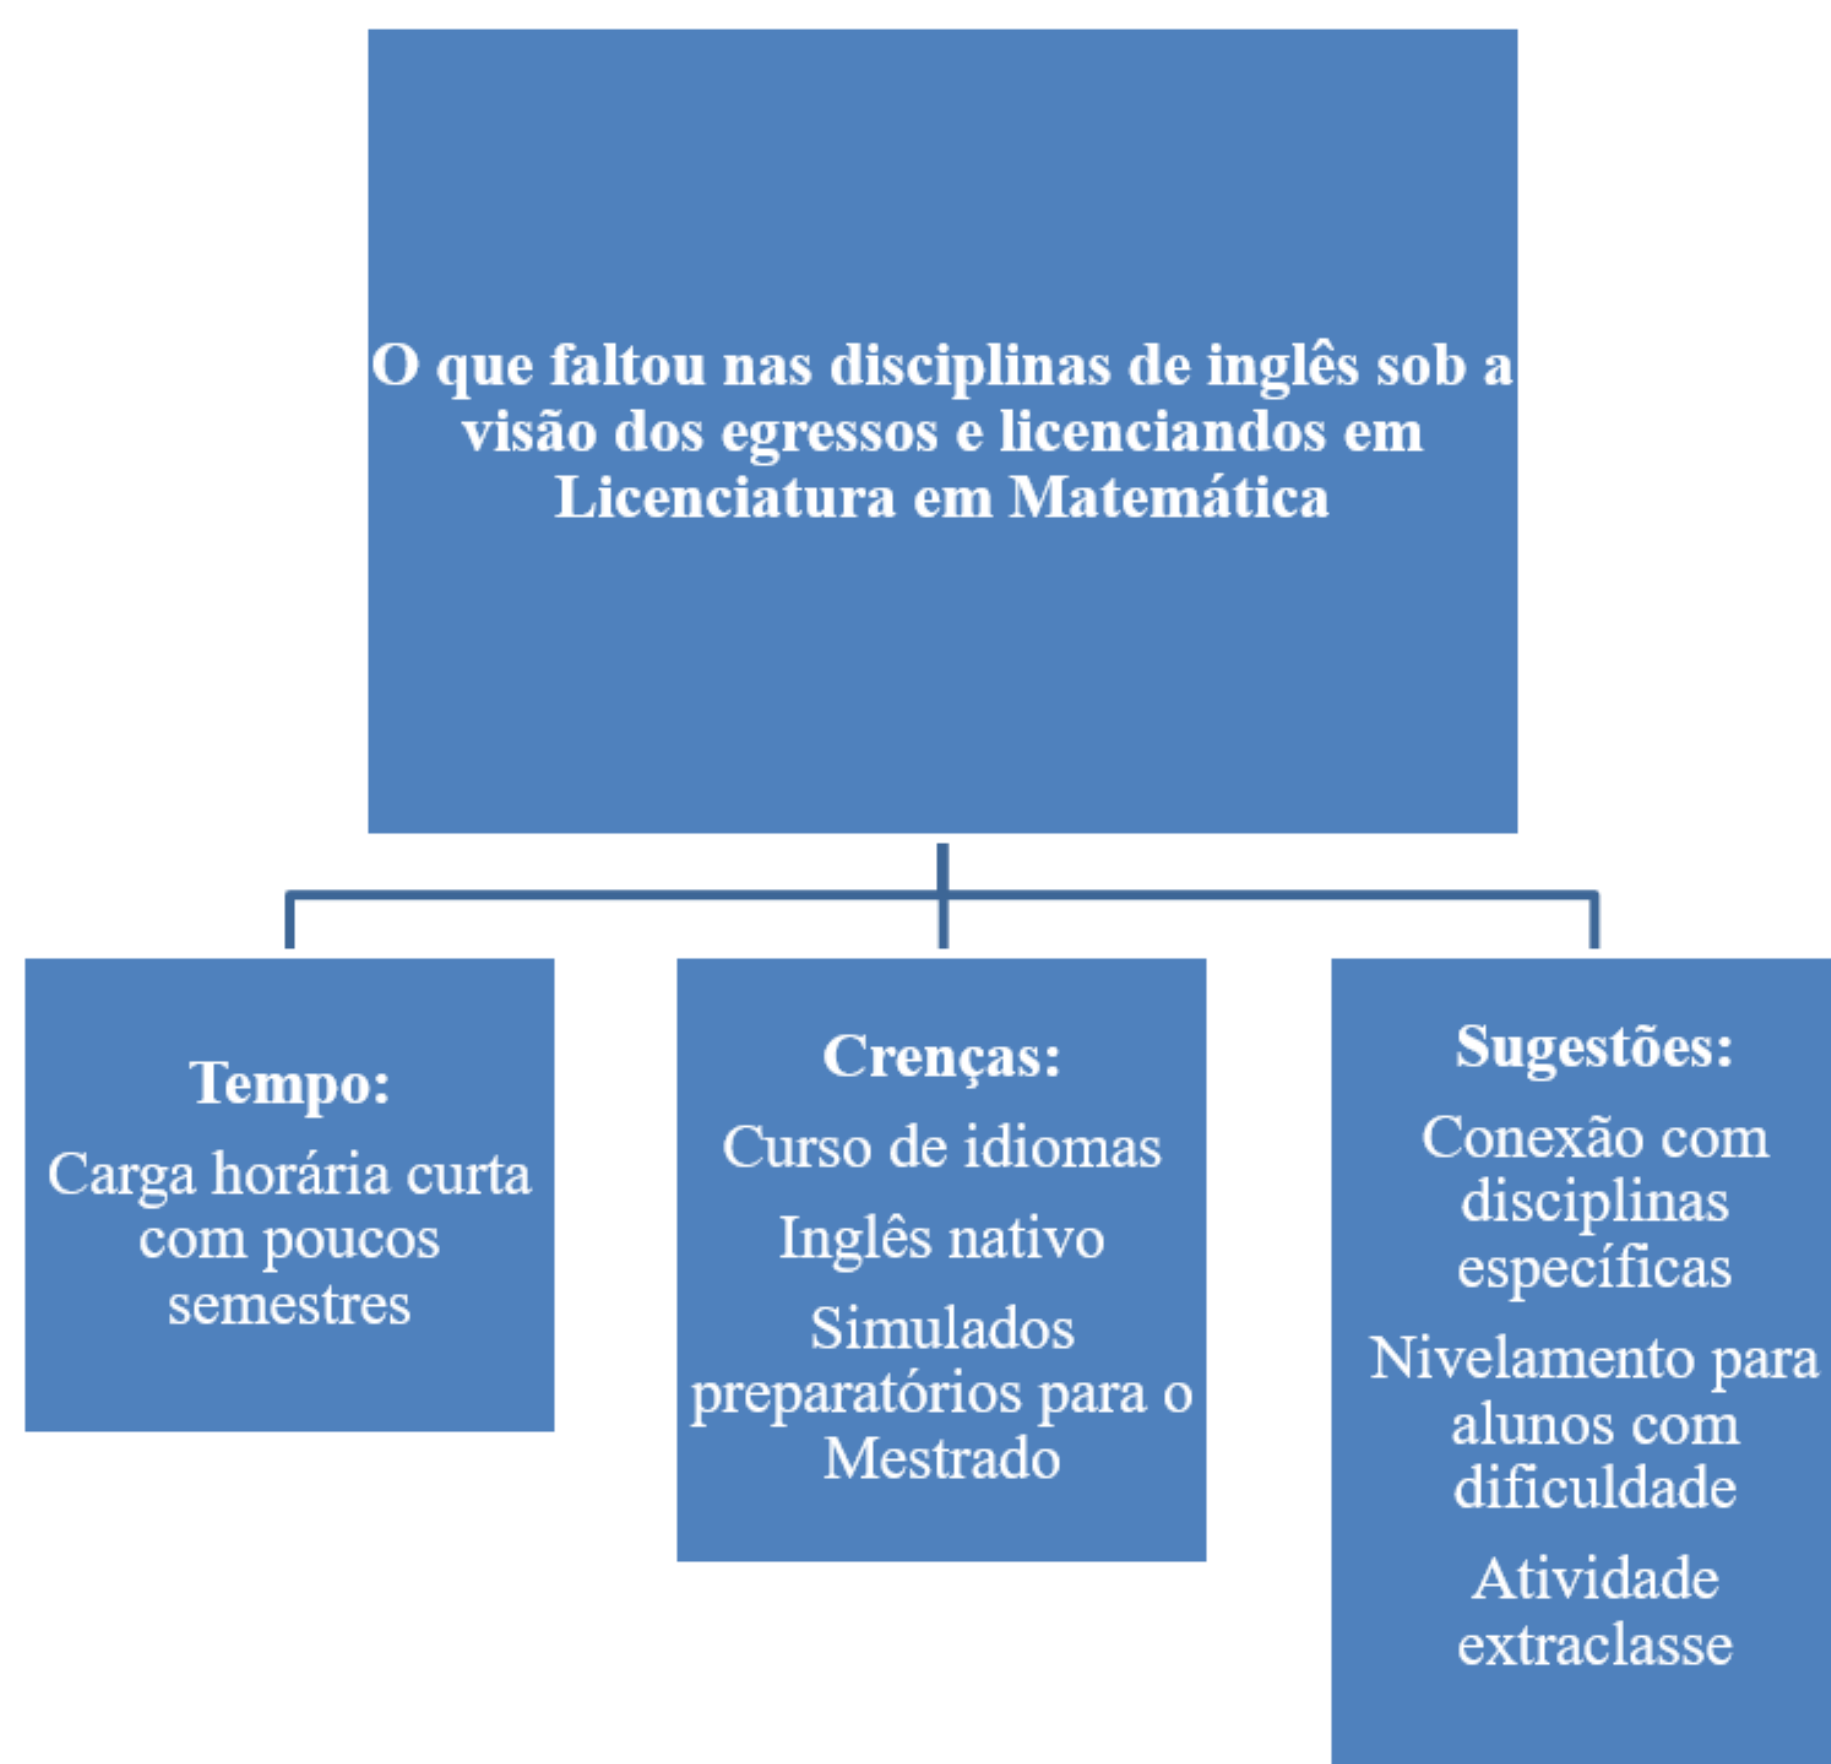 O que faltou nas disciplinas de inglês sob a
visão dos egressos e licenciandos em
Licenciatura em Matemática
Tempo:
Carga horária curta
com poucos
semestres
Crenças:
Curso de idiomas
Inglês nativo
Simulados
preparatórios para o
Mestrado
Sugestões:
Conexão com
disciplinas
específicas
Nivelamento para
alunos com
dificuldade
Atividade
extraclasse